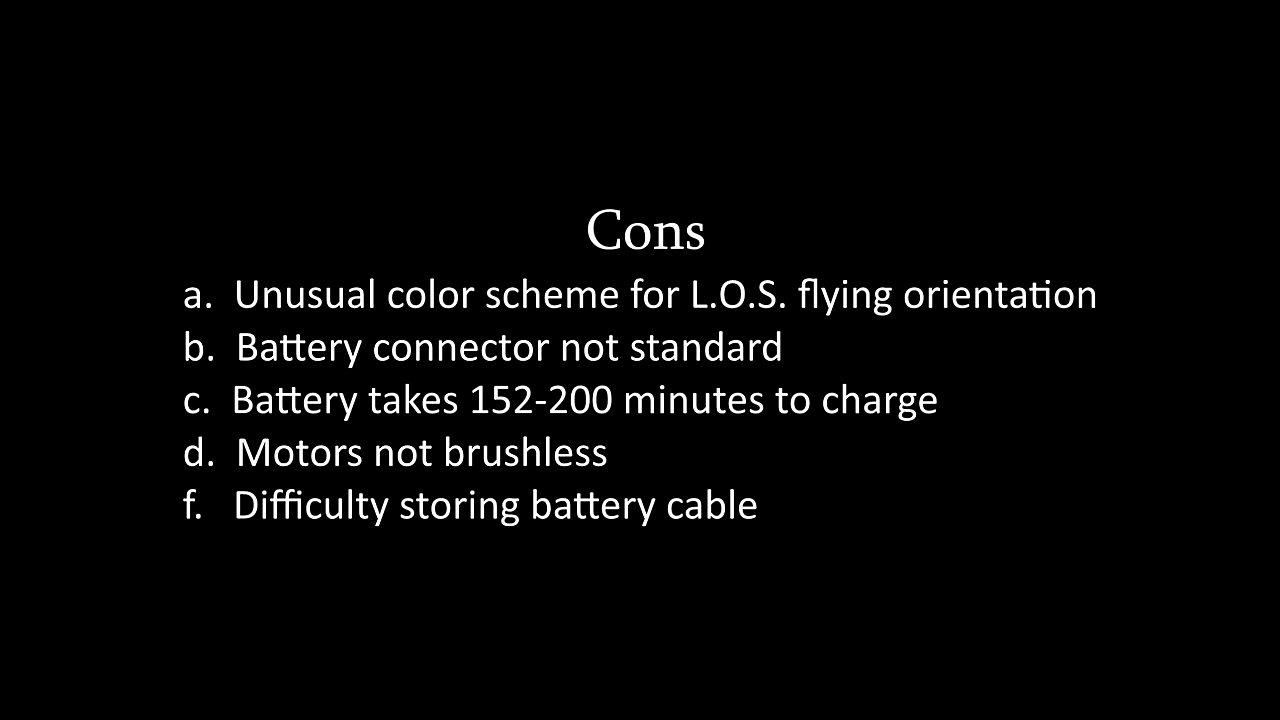 Cons
a. Unusual color scheme for L.O.S. flying orientation
b. Battery connector not standard
c. Battery takes 152-200 minutes to charge
d. Motors not brushless
f. Difficulty storing battery cable